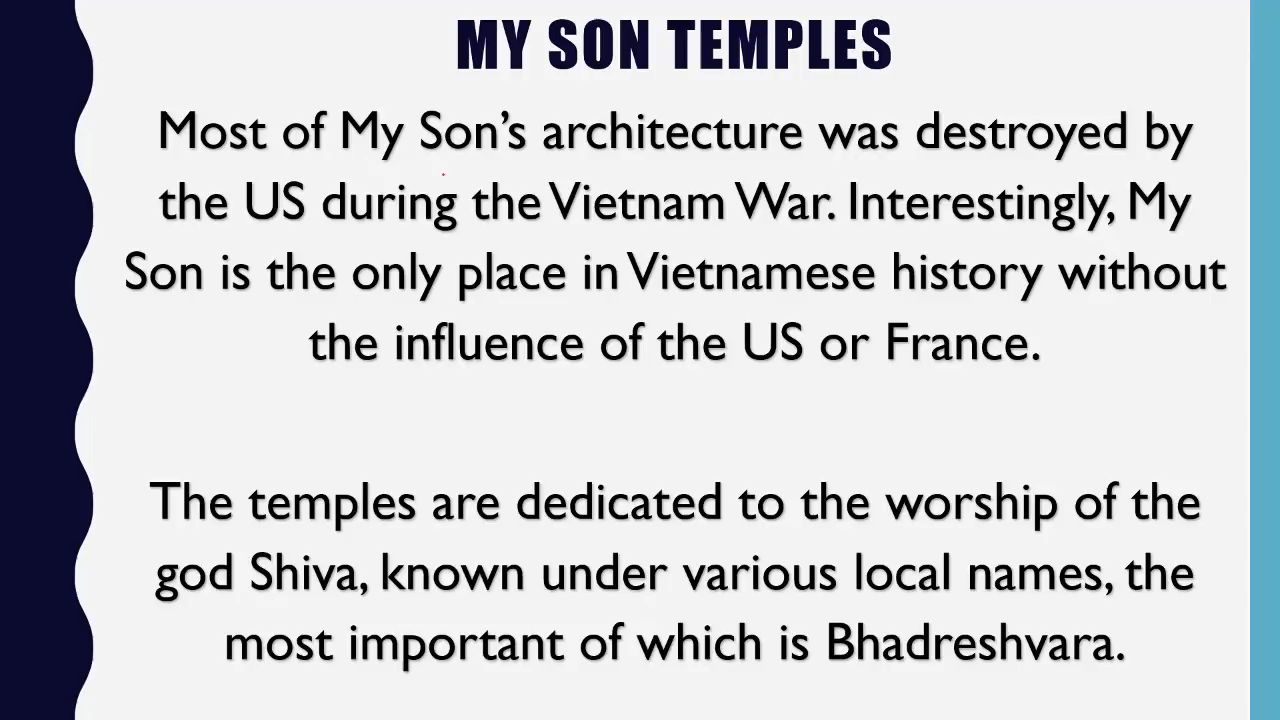 MY SON TEMPLES
Most of My Son’s architecture was destroyed by
the US during the Vietnam War. Interestingly, My
Son is the only place in Vietnamese history without
the influence of the US or France.
The temples are dedicated to the worship of the
god Shiva, known under various local names, the
most important of which is Bhadreshvara.